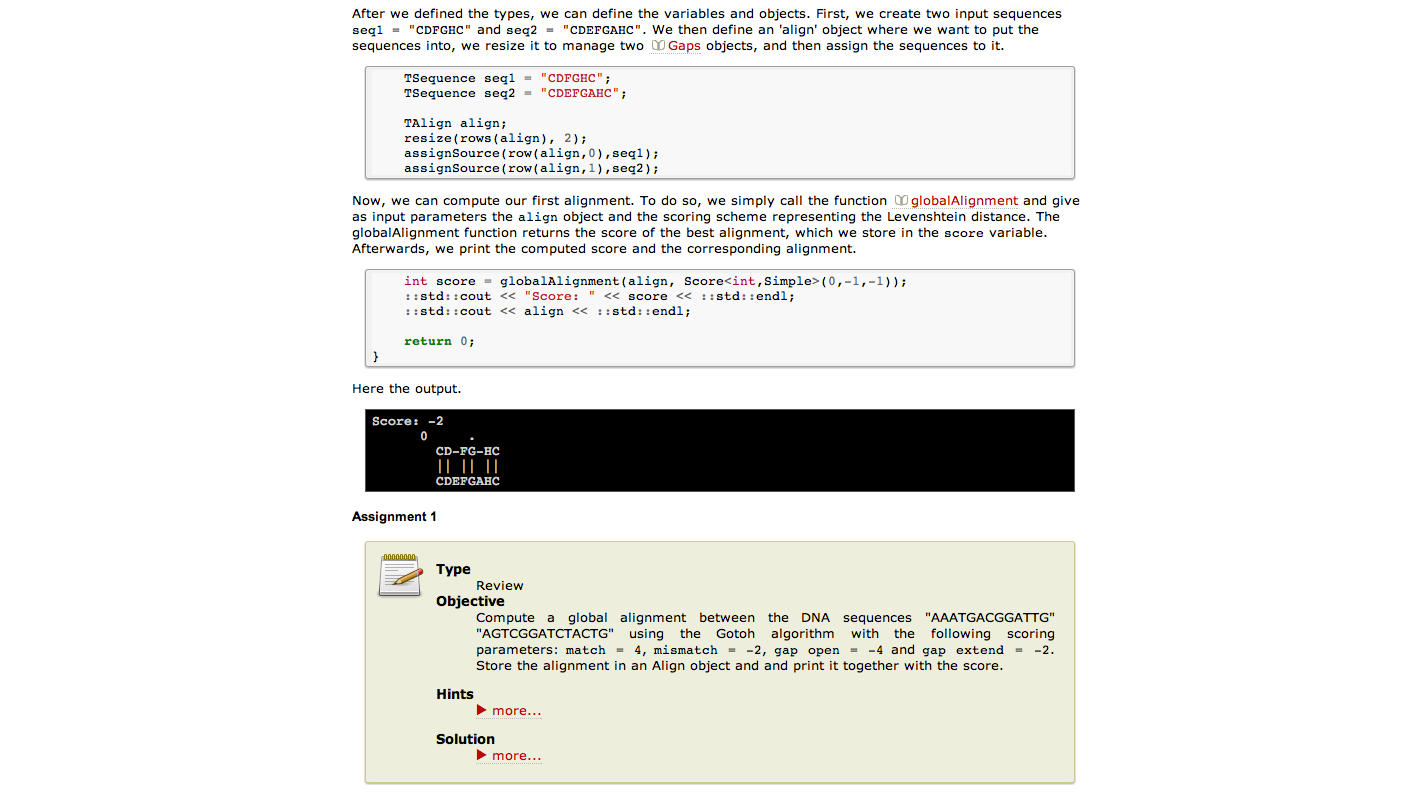 After we defined the types, we can define the variables and objects. First, we create two input sequences
seq1 = "CDFGHC" and seq2 = "CDEFGAHC". We then define an 'align' object where we want to put the
sequences into, we resize it to manage two Gaps objects, and then assign the sequences to it.
TSequence seq1 = "CDFGHC";
TSequence seq2 = "CDEFGAHC";
TAlign align;
resize(rows(align), 2);
assignSource(row(align,0),seq1);
assignSource(row(align,1),seq2);
Now, we can compute our first alignment. To do so, we simply call the function globalAlignment and give
as input parameters the align object and the scoring scheme representing the Levenshtein distance. The
globalAlignment function returns the score of the best alignment, which we store in the score variable.
Afterwards, we print the computed score and the corresponding alignment.
int score = globalAlignment(align, Score<int,Simple>(0,-1,-1));
::std::cout << "Score: " << score << ::std::endl;
::std::cout << align << ::std::endl;
return 0;
}
Here the output.
Score: -2
0 .
CD-FG-HC
|| || ||
CDEFGAHC
Assignment 1
Type
Review
Objective
Compute a global alignment between the DNA sequences "AAATGACGGATTG"
"AGTCGGATCTACTG" using the Gotoh algorithm with the following scoring
parameters: match = 4, mismatch = -2, gap open = -4 and gap extend = -2.
Store the alignment in an Align object and and print it together with the score.
Hints
more...
Solution
more...